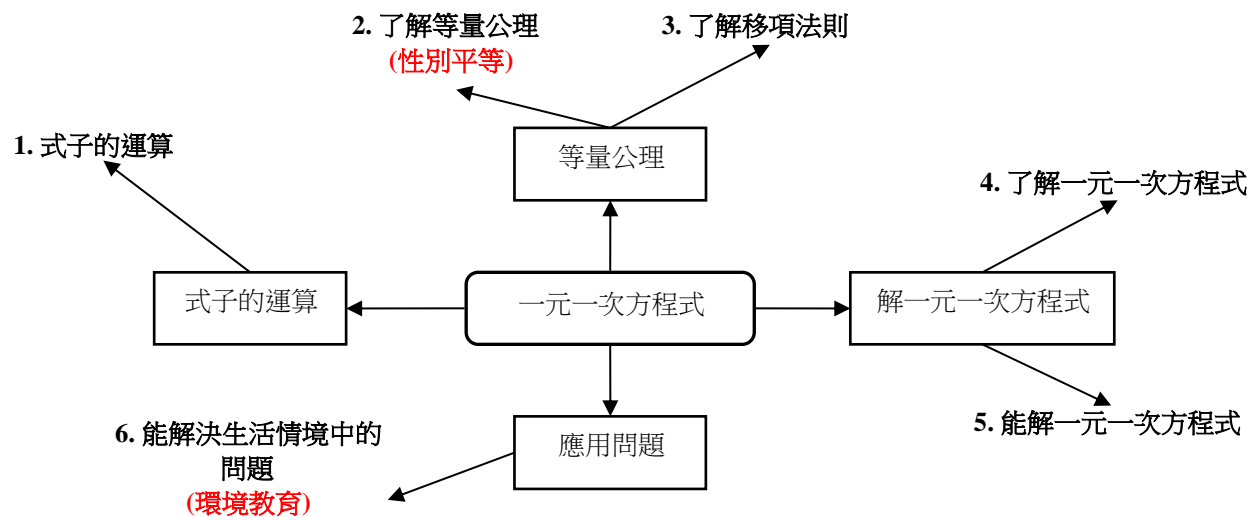 2. 了解等量公理
(性別平等)
3. 了解移項法則
1. 式子的運算
等量公理
4. 了解一元一次方程式
式子的運算
一元一次方程式
解一元一次方程式
6. 能解決生活情境中的
問題
(環境教育)
應用問題
5. 能解一元一次方程式